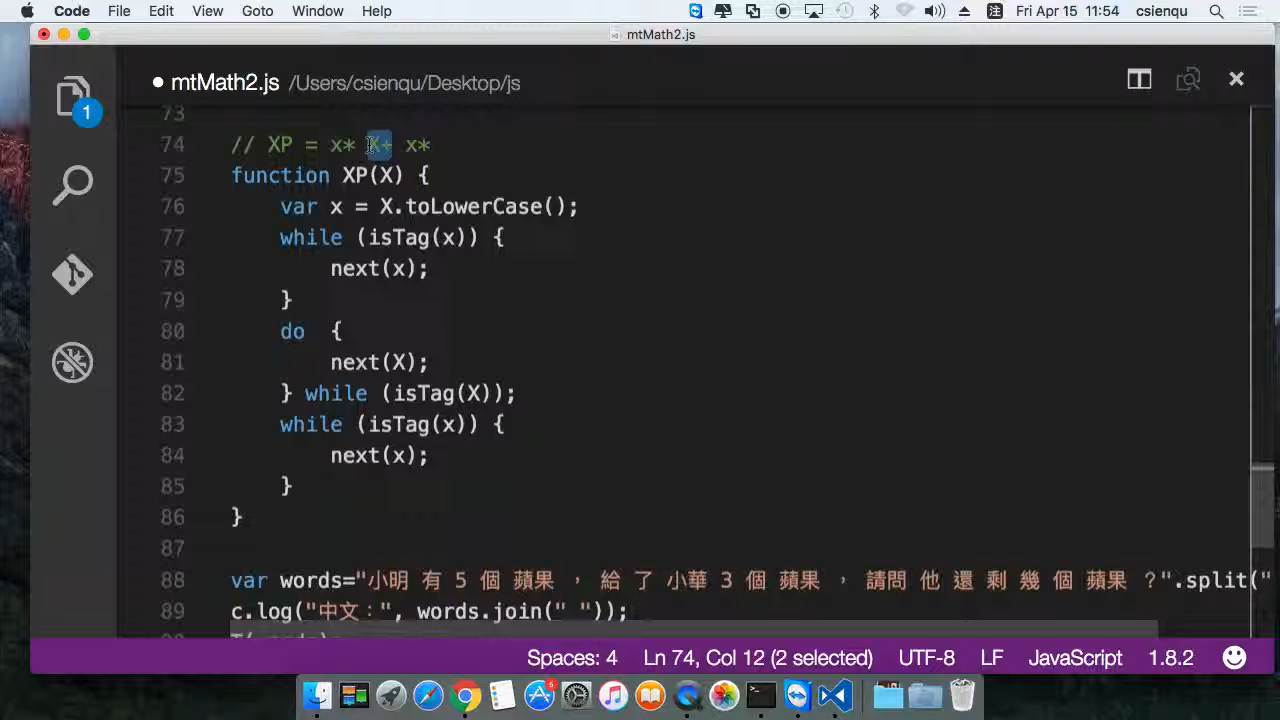 Code File Edit View Goto Window Help Fri Apr 15 11:54 csienqu
mtMath2.js
mtMath2.js /Users/csienqu/Desktop/js
1
73
74 // XP = x* X+ x*
75 function XP(X) {
76 var x = X.toLowerCase();
77 while (isTag(x)) {
78 next(x);
79 }
80 do {
81 next(X);
82 } while (isTag(X));
83 while (isTag(x)) {
84 next(x);
85 }
86 }
87
88 var words="小明 有 5 個 蘋果 ， 給 了 小華 3 個 蘋果 ， 請問 他 還 剩 幾 個 蘋果 ？".split("
89 c.log("中文：", words.join(" "));
Spaces: 4 Ln 74, Col 12 (2 selected) UTF-8 LF JavaScript 1.8.2
6